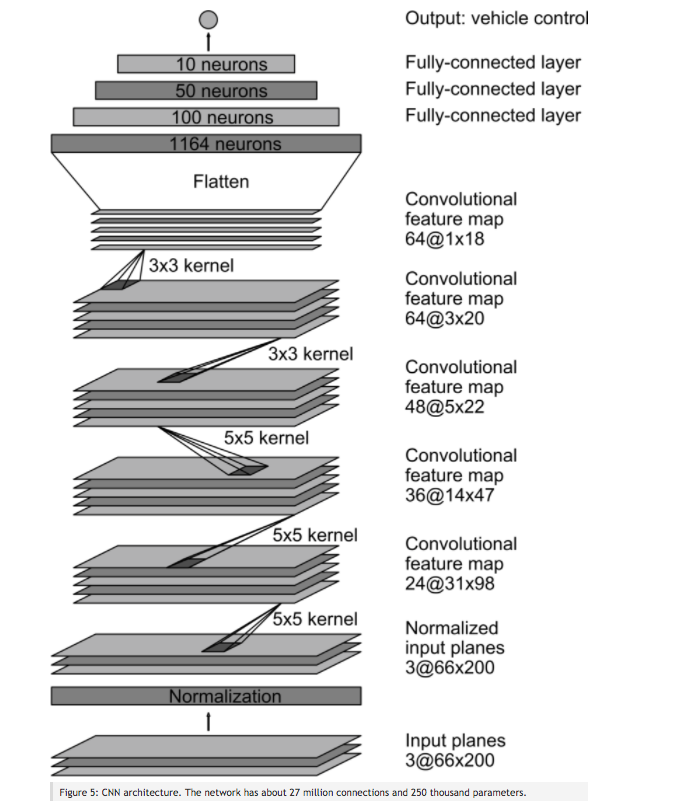 Output: vehicle control
10 neurons
Fully-connected layer
50 neurons
Fully-connected layer
100 neurons
Fully-connected layer
1164 neurons
Flatten
Convolutional
feature map
64@1x18
3x3 kernel
Convolutional
feature map
64@3x20
3x3 kernel
Convolutional
feature map
48@5x22
5x5 kernel
Convolutional
feature map
36@14x47
5x5 kernel
Convolutional
feature map
24@31x98
5x5 kernel
Normalized
input planes
3@66x200
Normalization
Input planes
3@66x200
Figure 5: CNN architecture. The network has about 27 million connections and 250 thousand parameters.